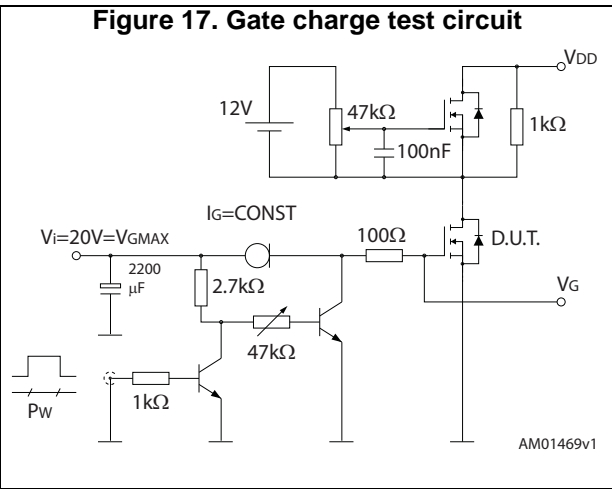 Figure 17. Gate charge test circuit
VDD
12V
47kΩ
1kΩ
100nF
IG=CONST
Vi=20V=VGMAX
100Ω
D.U.T.
2200
μF
2.7kΩ
VG
47kΩ
1kΩ
PW
AM01469v1